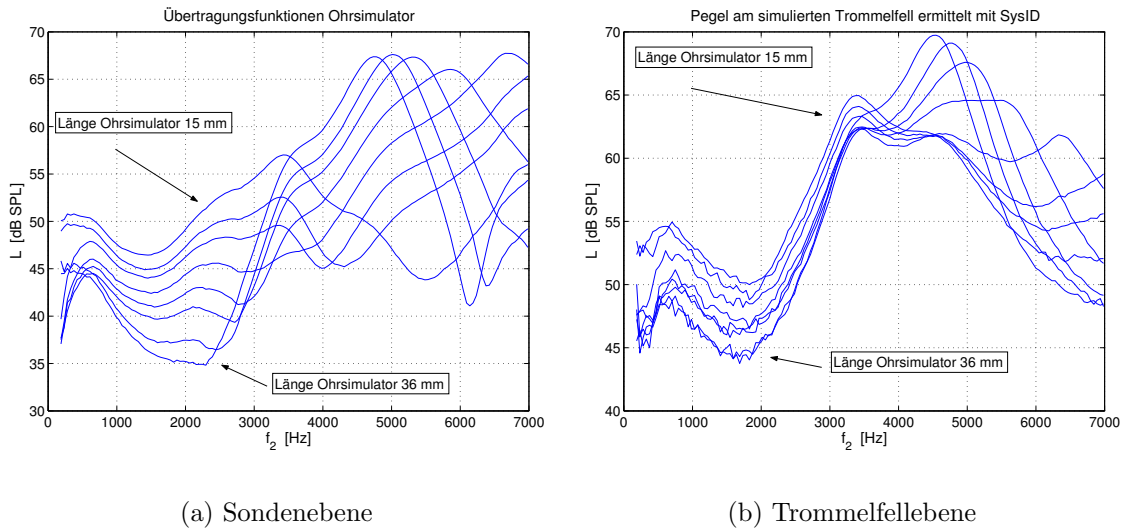 Übertragungsfunktionen Ohrsimulator
70
65
60
55
50
45
40
35
30
L [dB SPL]
Länge Ohrsimulator 15 mm
Länge Ohrsimulator 36 mm
0 1000 2000 3000 4000 5000 6000 7000
f_2 [Hz]
(a) Sondenebene
Pegel am simulierten Trommelfell ermittelt mit SysID
70
65
60
55
50
45
40
L [dB SPL]
Länge Ohrsimulator 15 mm
Länge Ohrsimulator 36 mm
0 1000 2000 3000 4000 5000 6000 7000
f_2 [Hz]
(b) Trommelfellebene